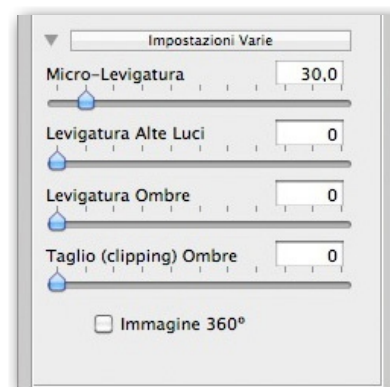 Impostazioni Varie
Micro-Levigatura 30,0
Levigatura Alte Luci 0
Levigatura Ombre 0
Taglio (clipping) Ombre 0
Immagine 360°